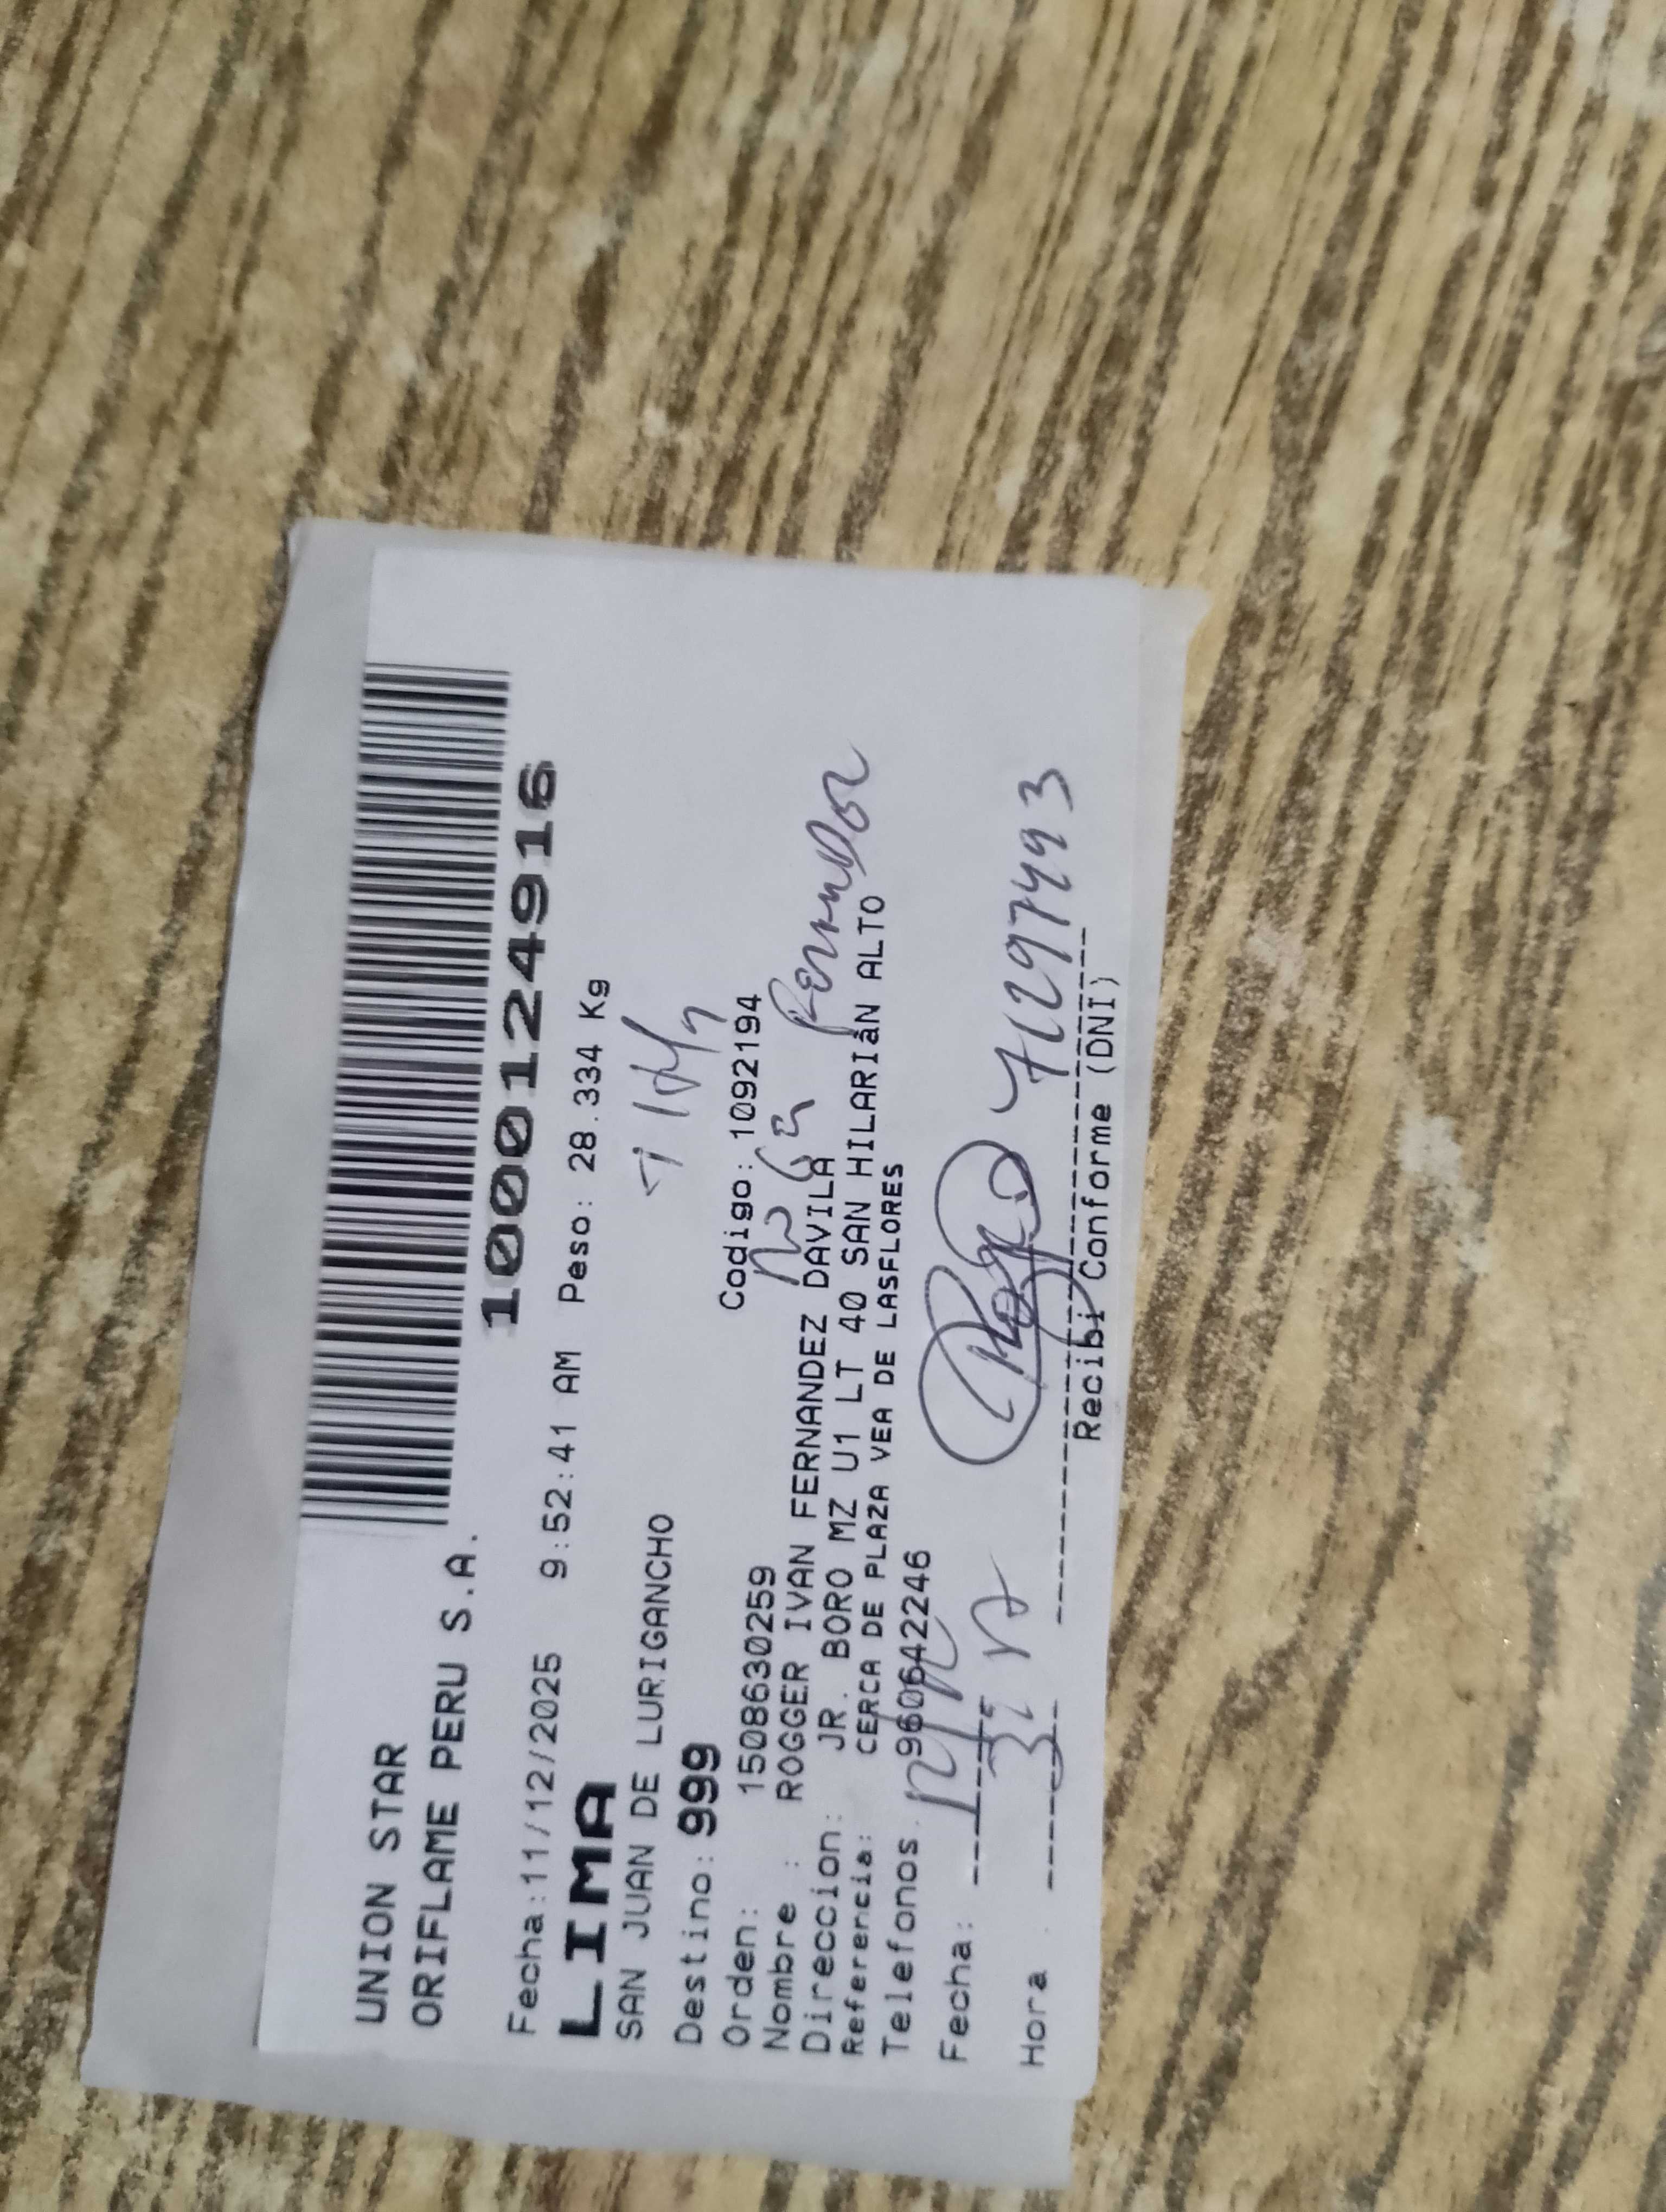 UNION STAR
ORIFLAME PERU S.A.
1000124916
Fecha:11/12/2025 9:52:41 AM Peso: 28.334 Kg
LIMA
SAN JUAN DE LURIGANCHO
Destino: 999
Orden: 1508630259 Codigo: 1092194
Nombre : ROGGER IVAN FERNANDEZ DAVILA
Direccion: JR. BORO MZ U1 LT 40 SAN HILARIáN ALTO
Referencia: CERCA DE PLAZA VEA DE LASFLORES
Telefonos 960642246
Fecha:
71297493
Hora
Recibi Conforme (DNI)